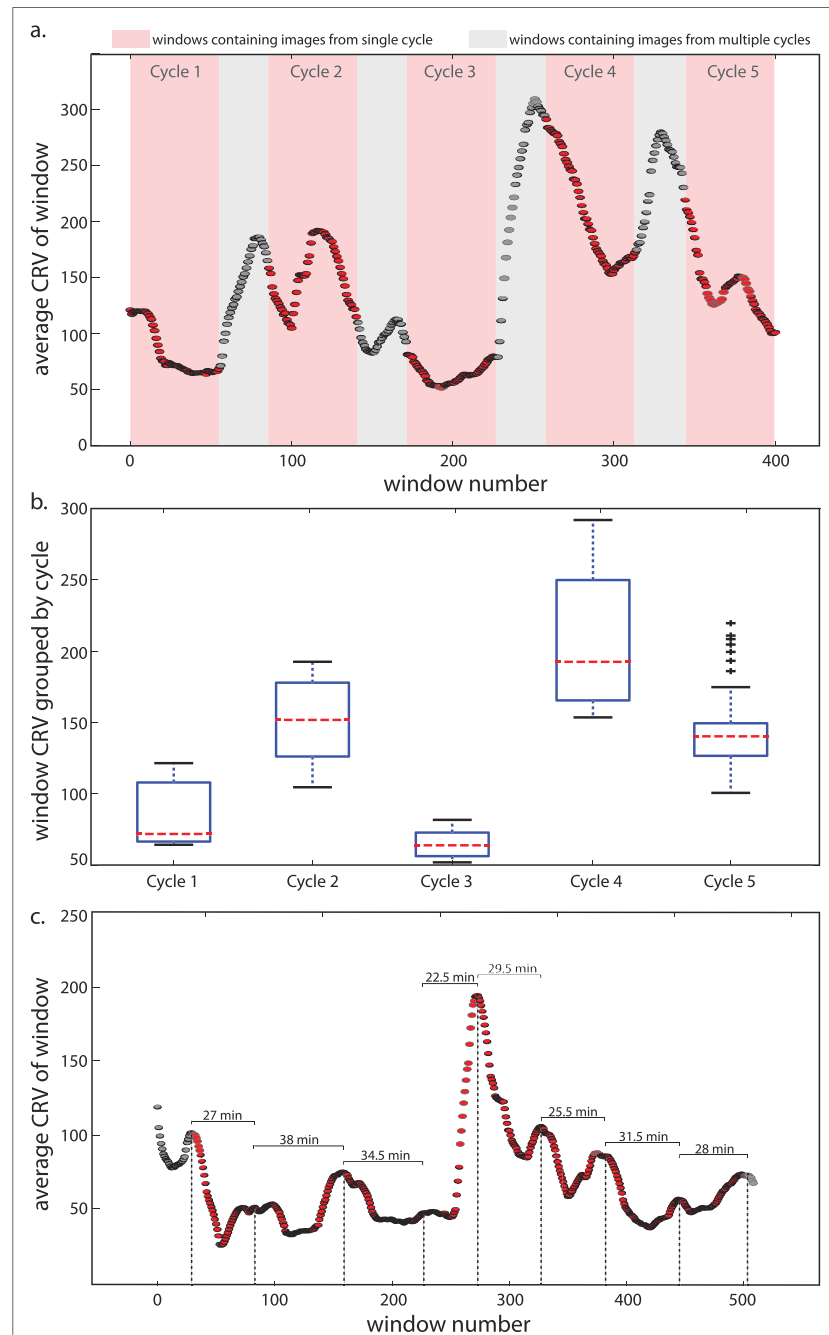 a.
windows containing images from single cycle
windows containing images from multiple cycles
Cycle 1 Cycle 2 Cycle 3 Cycle 4 Cycle 5
average CRV of window
300
250
200
150
100
50
0
0 100 200 300 400
window number
b.
window CRV grouped by cycle
300
250
200
150
100
50
Cycle 1 Cycle 2 Cycle 3 Cycle 4 Cycle 5
c.
average CRV of window
250
200
150
100
50
22.5 min 29.5 min
27 min 38 min 34.5 min 25.5 min 31.5 min 28 min
0 100 200 300 400 500
window number